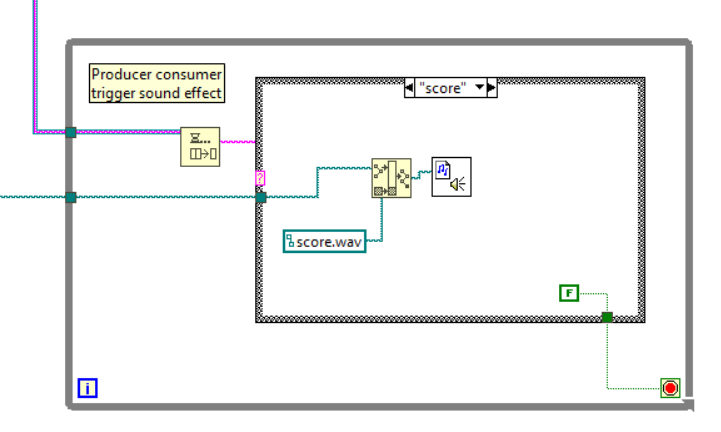 Producer consumer
trigger sound effect
"score"
?
score.wav
F
i